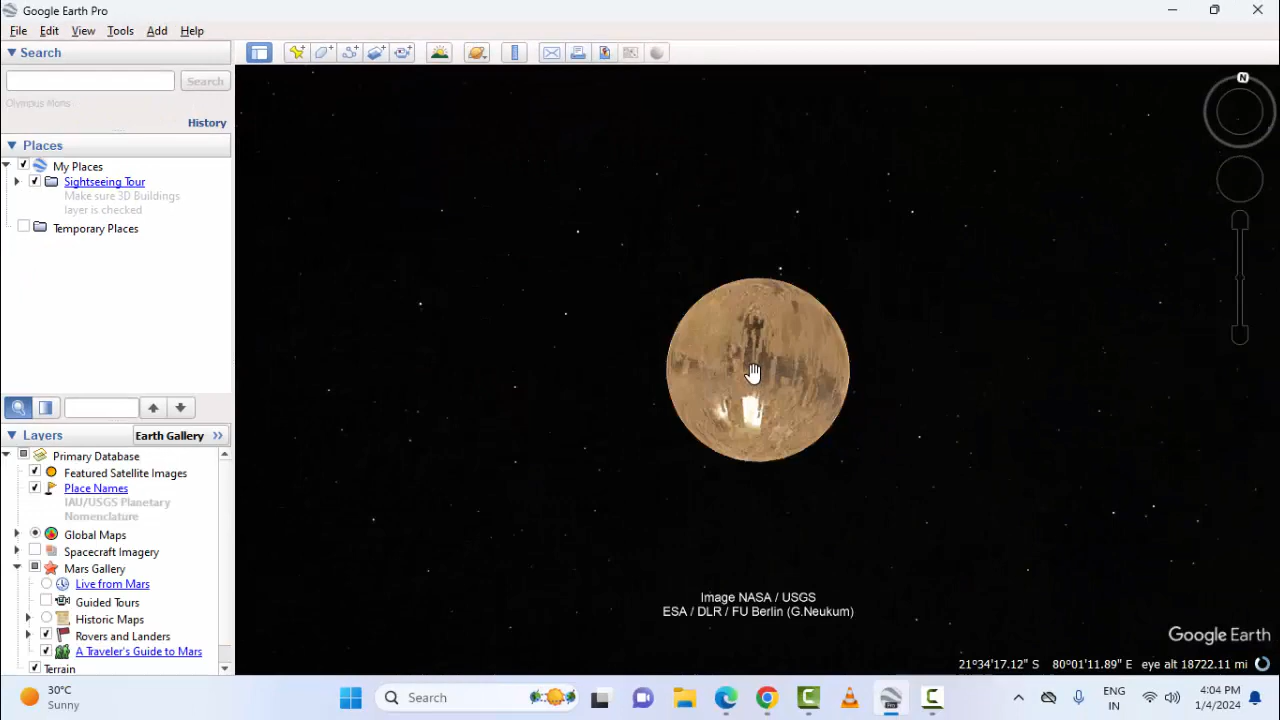 Google Earth Pro
File Edit View Tools Add Help
Search
Search
Olympus Mons
History
Places
My Places
Sightseeing Tour
Make sure 3D Buildings
layer is checked
Temporary Places
Layers
Earth Gallery >>
Primary Database
Featured Satellite Images
Place Names
IAU/USGS Planetary
Nomenclature
Global Maps
Spacecraft Imagery
Mars Gallery
Live from Mars
Guided Tours
Historic Maps
Rovers and Landers
A Traveler's Guide to Mars
Terrain
N
Image NASA / USGS
ESA / DLR / FU Berlin (G.Neukum)
Google Earth
21°34'17.12" S 80°01'11.89" E eye alt 18722.11 mi
30°C
Sunny
Search
Pro
ENG
IN
4:04 PM
1/4/2024